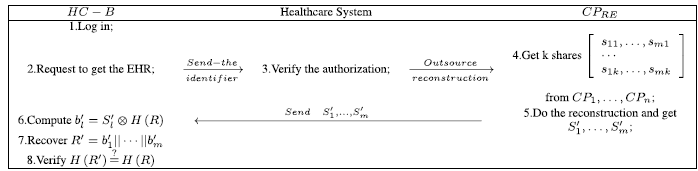 HC − B Healthcare System CP_RE
1.Log in;
2.Request to get the EHR; Send−the identifier 3.Verify the authorization; Outsource reconstruction 4.Get k shares [ s_11, . . . , s_m1
. . .
s_1k, . . . , s_mk ]
from CP_1, . . . , CP_n;
6.Compute b′_i = S′_i ⊗ H (R) Send S′_1,...,S′_m 5.Do the reconstruction and get
S′_1, . . . , S′_m;
7.Recover R′ = b′_1|| · · · ||b′_m
8.Verify H (R′) ≟ H (R)